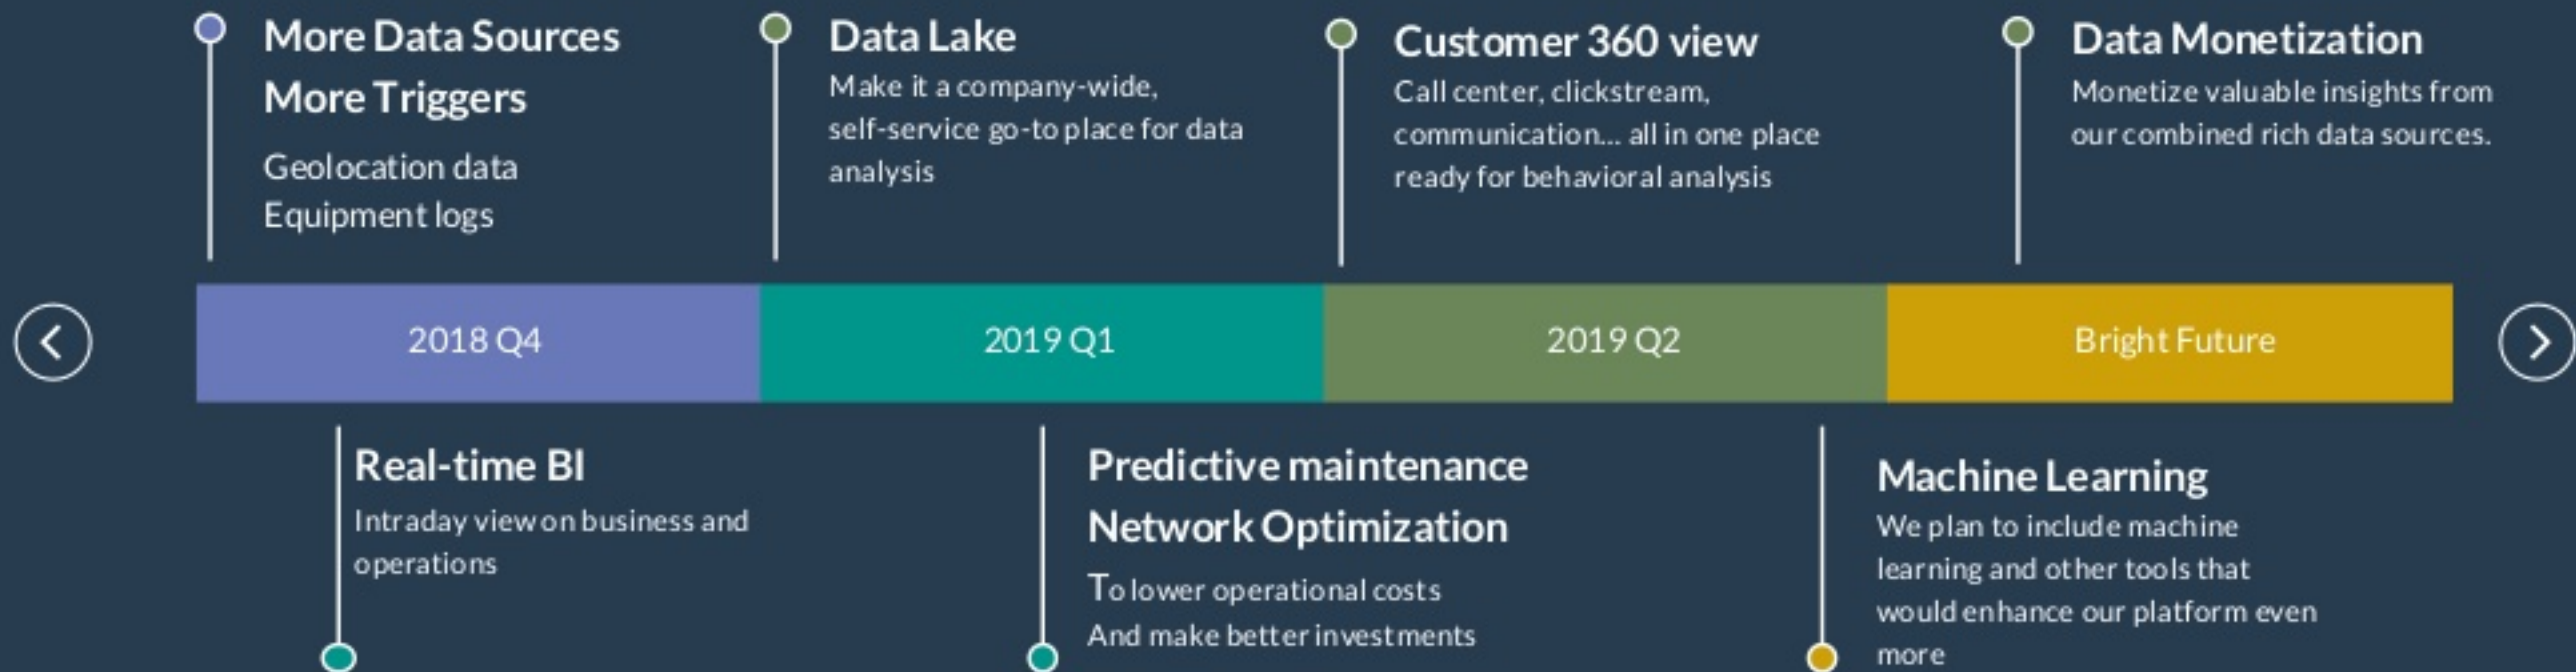 More Data Sources
More Triggers
Geolocation data
Equipment logs
Data Lake
Make it a company-wide,
self-service go-to place for data
analysis
Customer 360 view
Call center, clickstream,
communication... all in one place
ready for behavioral analysis
Data Monetization
Monetize valuable insights from
our combined rich data sources.
2018 Q4
2019 Q1
2019 Q2
Bright Future
Real-time BI
Intraday view on business and
operations
Predictive maintenance
Network Optimization
To lower operational costs
And make better investments
Machine Learning
We plan to include machine
learning and other tools that
would enhance our platform even
more